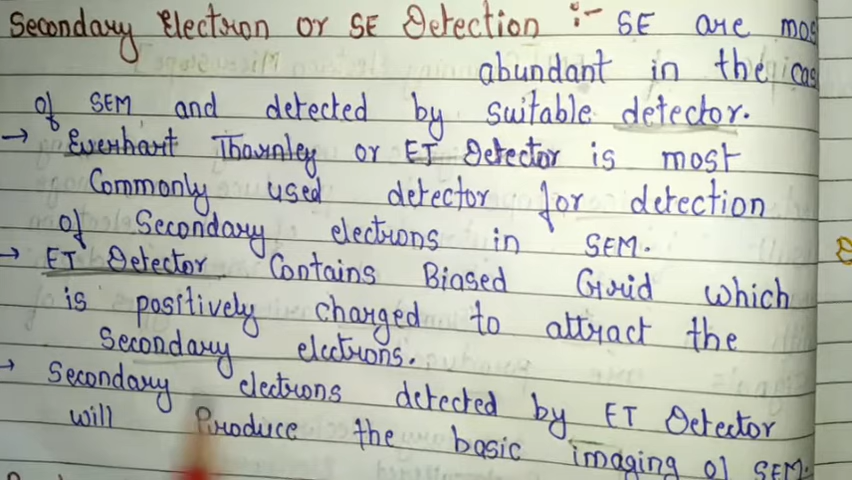 Secondary Electron or SE Detection :- SE are mos
abundant in the cas
of SEM and detected by suitable detector.
→ Everhart Thornley or ET Detector is most
Commonly used detector for detection
of Secondary electrons in SEM.
→ ET Detector Contains Biased Grid which
is positively charged to attract the
Secondary electrons.
→ Secondary electrons detected by ET Detector
will Produce the basic imaging of SEM.